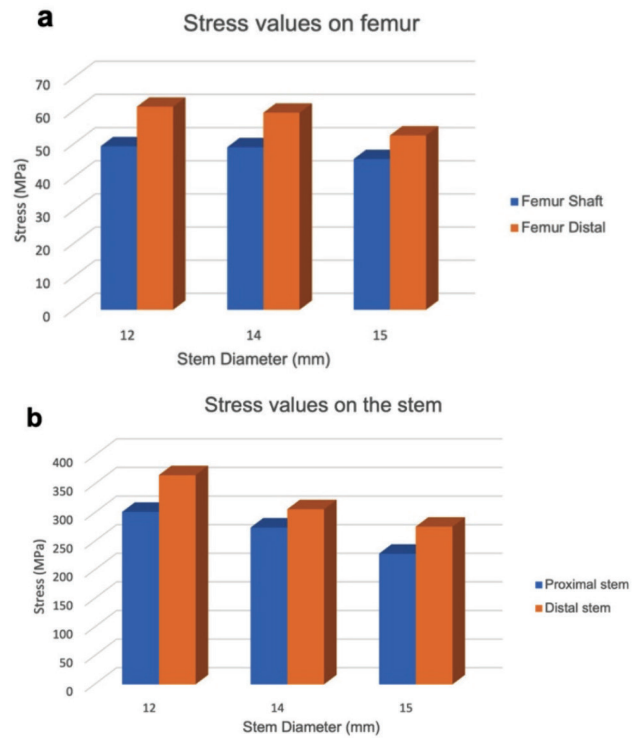 a
Stress values on femur
70
60
50
40
30
20
10
0
Stress (MPa)
12 14 15
Stem Diameter (mm)
Femur Shaft
Femur Distal
b
Stress values on the stem
400
350
300
250
200
150
100
50
0
Stress (MPa)
12 14 15
Stem Diameter (mm)
Proximal stem
Distal stem